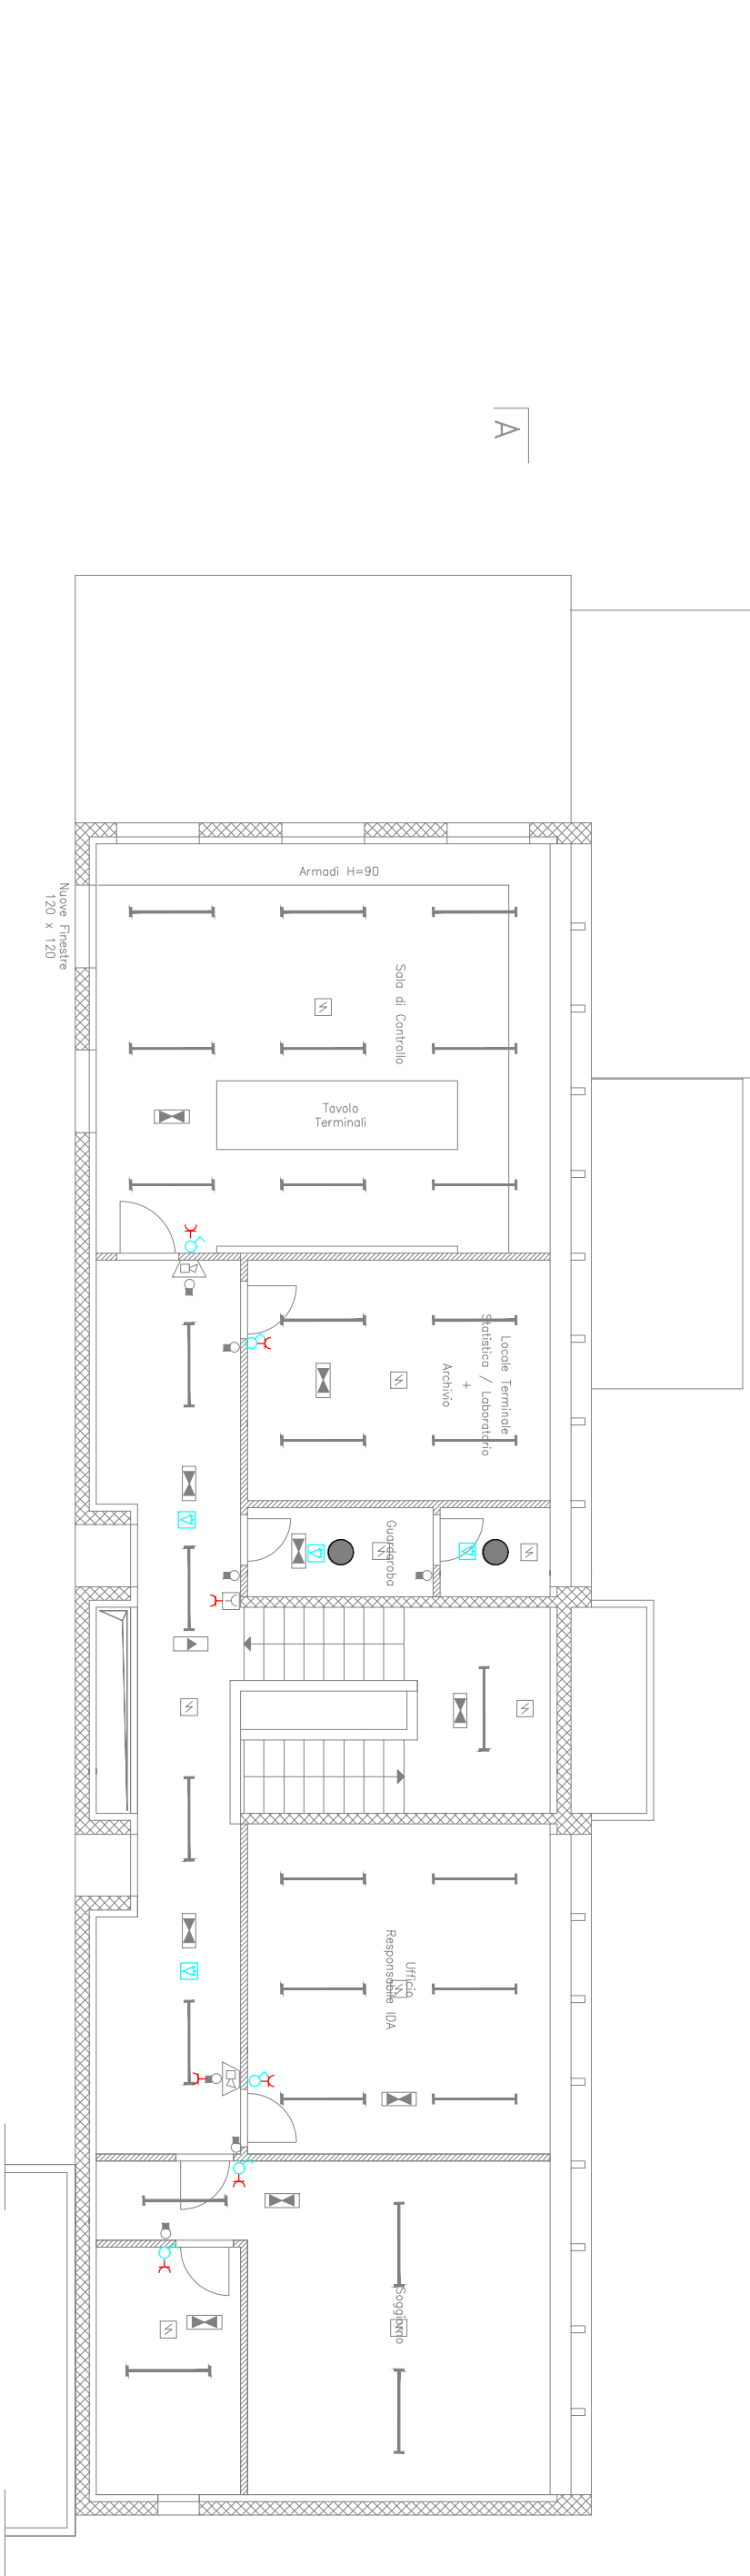 A
Armadi H=90
Nuove Finestre
120 x 120
Sala di Controllo
Tavolo
Terminali
Locale Terminale
Statistica / Laboratorio
+
Archivio
Guardaroba
Ufficio
Responsabile IDA
Soggiorno